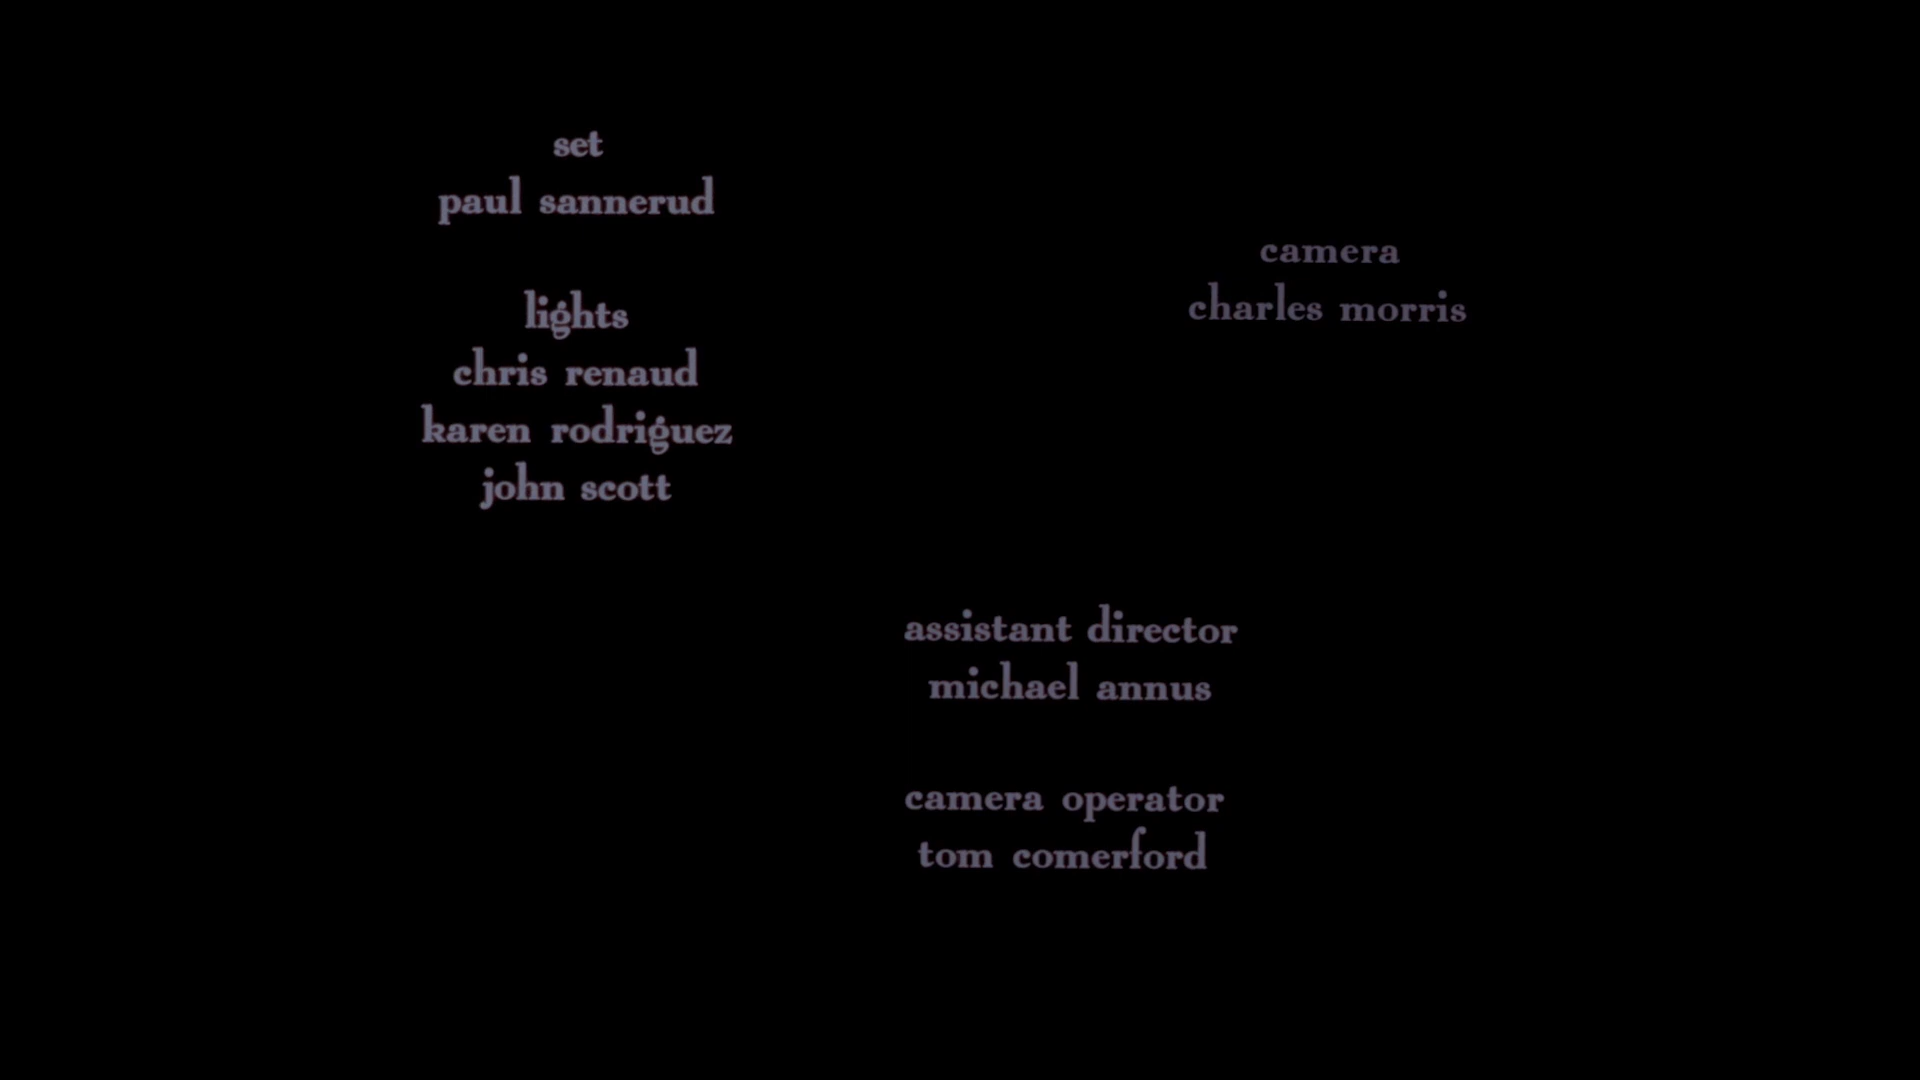 set
paul sannerud
lights
chris renaud
karen rodriguez
john scott
camera
charles morris
assistant director
michael annus
camera operator
tom comerford